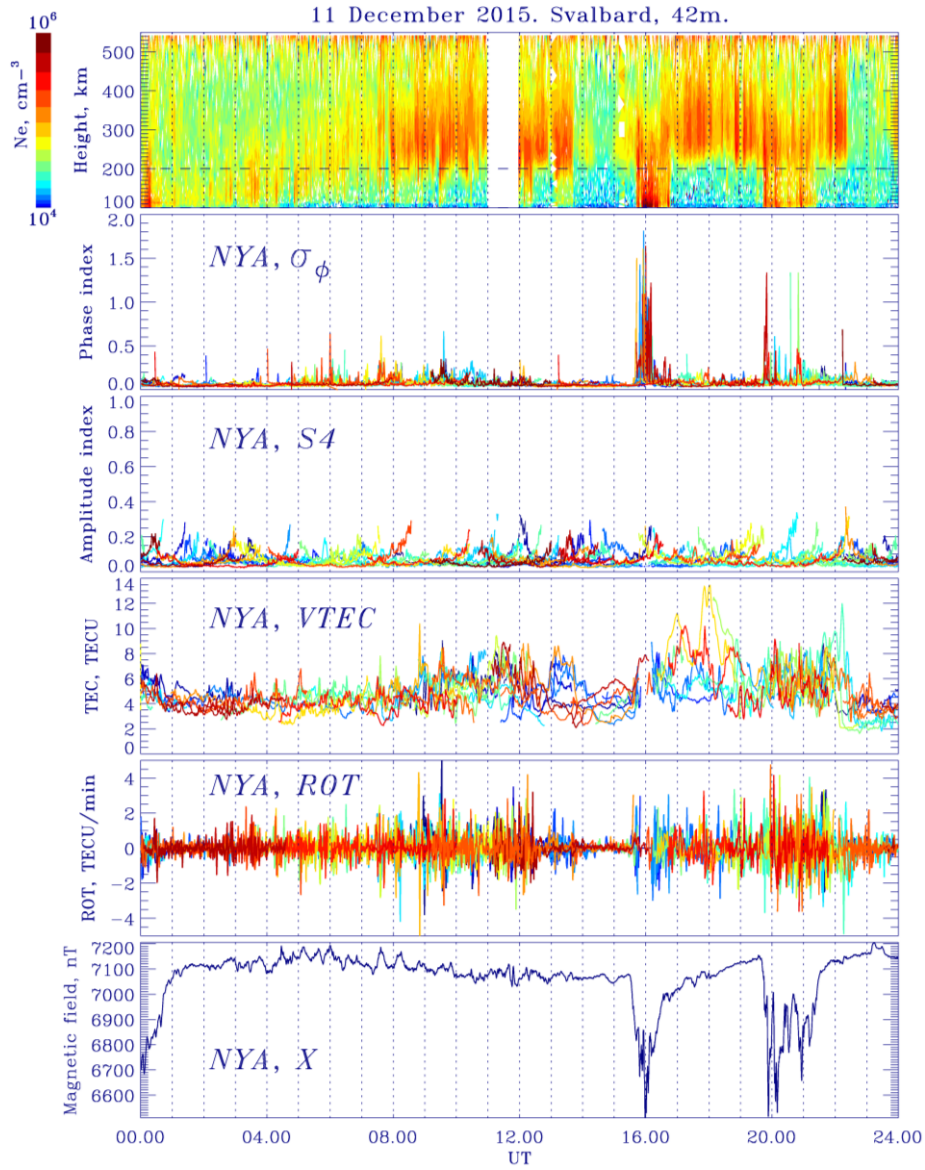 11 December 2015. Svalbard, 42m.
10⁶
Ne, cm⁻³
10⁴
Height, km
500
400
300
200
100
Phase index
2.0
1.5
1.0
0.5
0.0
NYA, σ_ϕ
Amplitude index
1.0
0.8
0.6
0.4
0.2
0.0
NYA, S4
TEC, TECU
14
12
10
8
6
4
2
0
NYA, VTEC
ROT, TECU/min
4
2
0
−2
−4
NYA, ROT
Magnetic field, nT
7200
7100
7000
6900
6800
6700
6600
NYA, X
00.00 04.00 08.00 12.00 16.00 20.00 24.00
UT